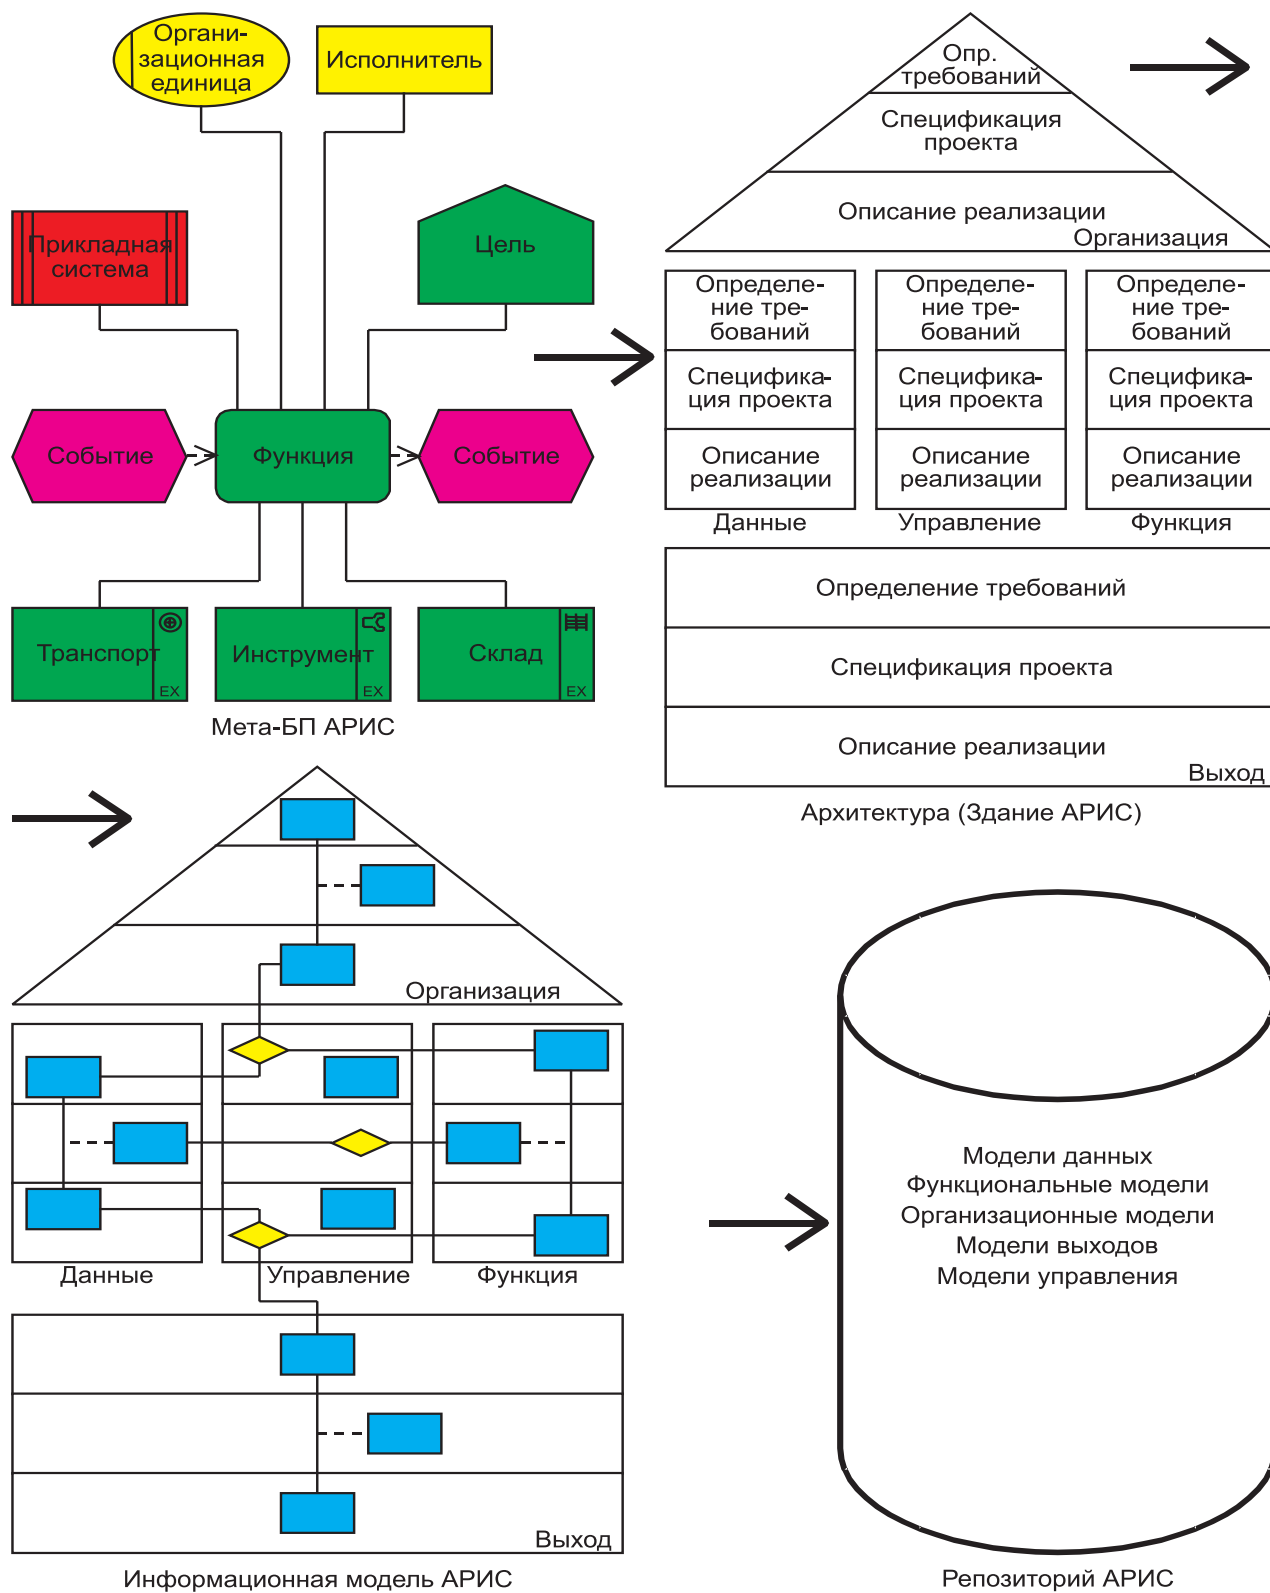 Органи-
зационная
единица
Исполнитель
Прикладная
система
Цель
Событие
Функция
Событие
Транспорт
EX
Инструмент
EX
Склад
EX
Мета-БП АРИС
Опр.
требований
Спецификация
проекта
Описание реализации
Организация
Определе-
ние тре-
бований
Специфика-
ция проекта
Описание
реализации
Данные
Определе-
ние тре-
бований
Специфика-
ция проекта
Описание
реализации
Управление
Определе-
ние тре-
бований
Специфика-
ция проекта
Описание
реализации
Функция
Определение требований
Спецификация проекта
Описание реализации
Выход
Архитектура (Здание АРИС)
Организация
Данные
Управление
Функция
Выход
Информационная модель АРИС
Модели данных
Функциональные модели
Организационные модели
Модели выходов
Модели управления
Репозиторий АРИС